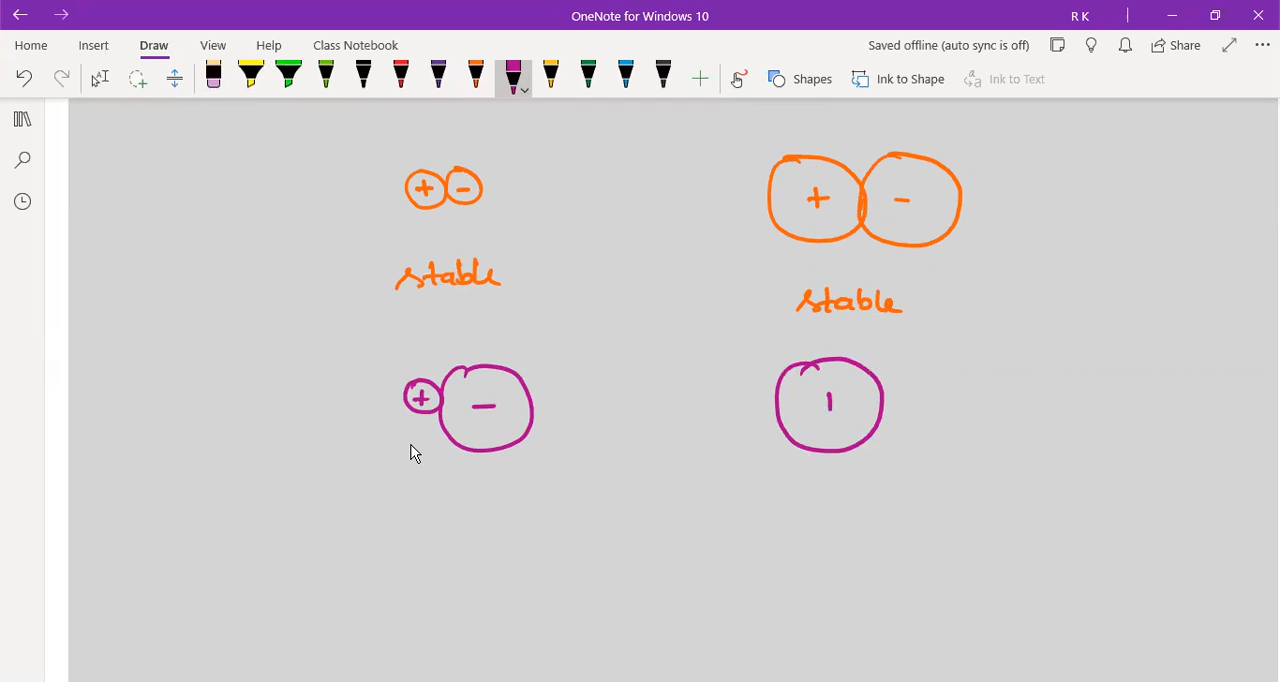 OneNote for Windows 10
R K
Home Insert Draw View Help Class Notebook
Saved offline (auto sync is off) Share
Shapes Ink to Shape Ink to Text
+ -
+ -
stable
stable
+ -
ı